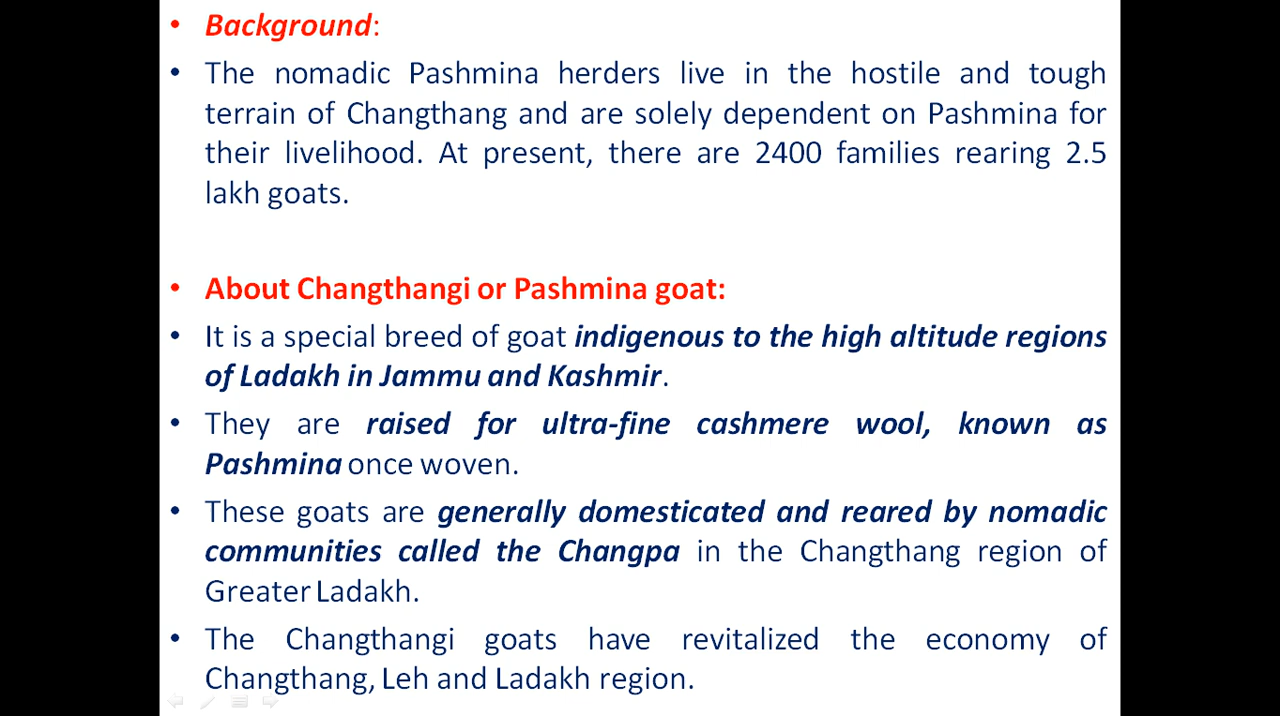 • Background:
• The nomadic Pashmina herders live in the hostile and tough
terrain of Changthang and are solely dependent on Pashmina for
their livelihood. At present, there are 2400 families rearing 2.5
lakh goats.
• About Changthangi or Pashmina goat:
• It is a special breed of goat indigenous to the high altitude regions
of Ladakh in Jammu and Kashmir.
• They are raised for ultra-fine cashmere wool, known as
Pashmina once woven.
• These goats are generally domesticated and reared by nomadic
communities called the Changpa in the Changthang region of
Greater Ladakh.
• The Changthangi goats have revitalized the economy of
Changthang, Leh and Ladakh region.